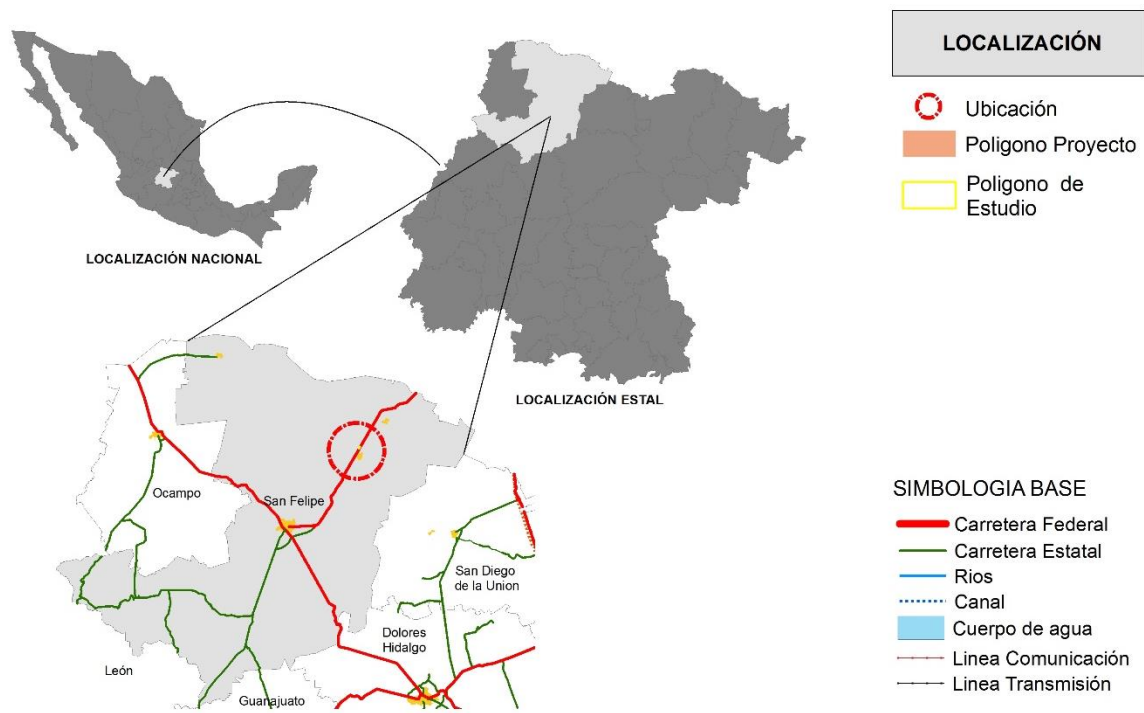 LOCALIZACIÓN
Ubicación
Poligono Proyecto
Poligono de
Estudio
LOCALIZACIÓN NACIONAL
LOCALIZACIÓN ESTAL
Ocampo
San Felipe
San Diego
de la Union
Dolores
Hidalgo
León
Guanajuato
SIMBOLOGIA BASE
Carretera Federal
Carretera Estatal
Rios
Canal
Cuerpo de agua
Linea Comunicación
Linea Transmisión